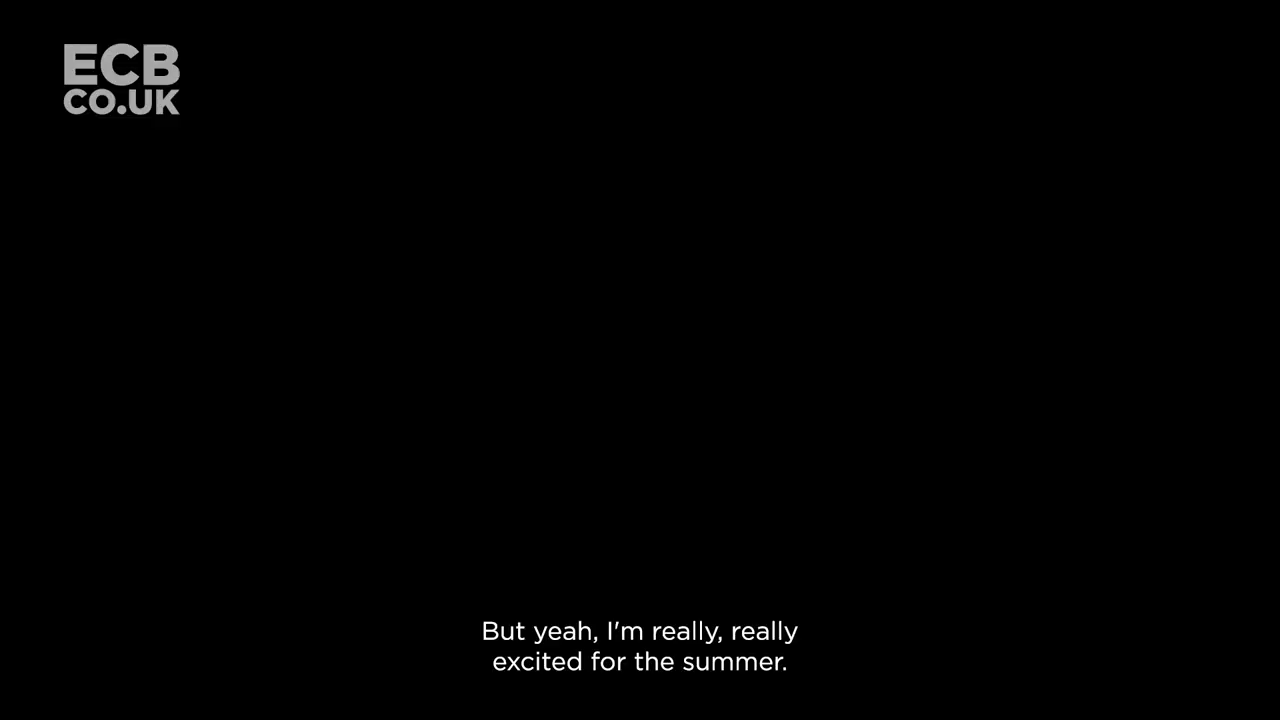 ECB
CO.UK
But yeah, I'm really, really
excited for the summer.